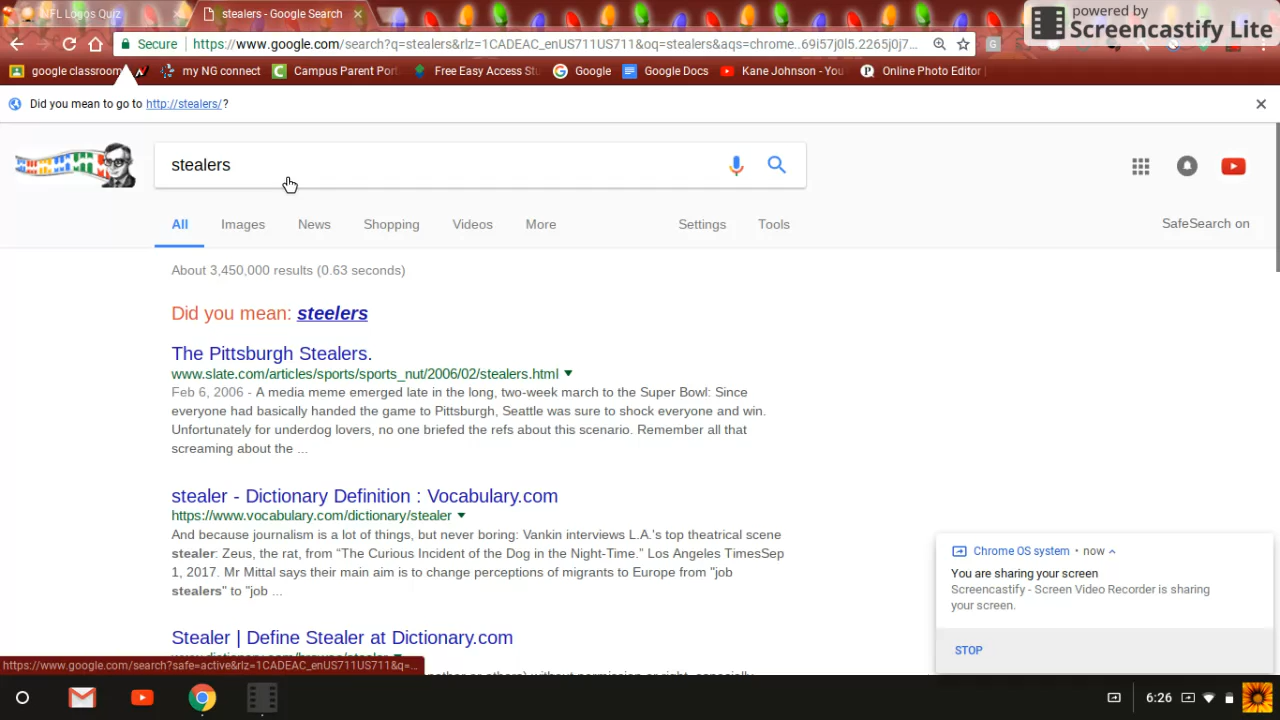 powered by
Screencastify Lite
NFL Logos Quiz
stealers - Google Search
Secure
https://www.google.com/search?q=stealers&rlz=1CADEAC_enUS711US711&oq=stealers&aqs=chrome..69i57j0l5.2265j0j7...
google classroom
my NG connect
Campus Parent Port
Free Easy Access Stu
Google
Google Docs
Kane Johnson - You
Online Photo Editor
Did you mean to go to http://stealers/?
stealers
All Images News Shopping Videos More Settings Tools
SafeSearch on
About 3,450,000 results (0.63 seconds)
Did you mean: steelers
The Pittsburgh Stealers.
www.slate.com/articles/sports/sports_nut/2006/02/stealers.html
Feb 6, 2006 - A media meme emerged late in the long, two-week march to the Super Bowl: Since
everyone had basically handed the game to Pittsburgh, Seattle was sure to shock everyone and win.
Unfortunately for underdog lovers, no one briefed the refs about this scenario. Remember all that
screaming about the ...
stealer - Dictionary Definition : Vocabulary.com
https://www.vocabulary.com/dictionary/stealer
And because journalism is a lot of things, but never boring: Vankin interviews L.A.'s top theatrical scene
stealer: Zeus, the rat, from "The Curious Incident of the Dog in the Night-Time." Los Angeles TimesSep
1, 2017. Mr Mittal says their main aim is to change perceptions of migrants to Europe from "job
stealers" to "job ...
Stealer | Define Stealer at Dictionary.com
https://www.google.com/search?safe=active&rlz=1CADEAC_enUS711US711&q=...
Chrome OS system • now
You are sharing your screen
Screencastify - Screen Video Recorder is sharing
your screen.
STOP
6:26